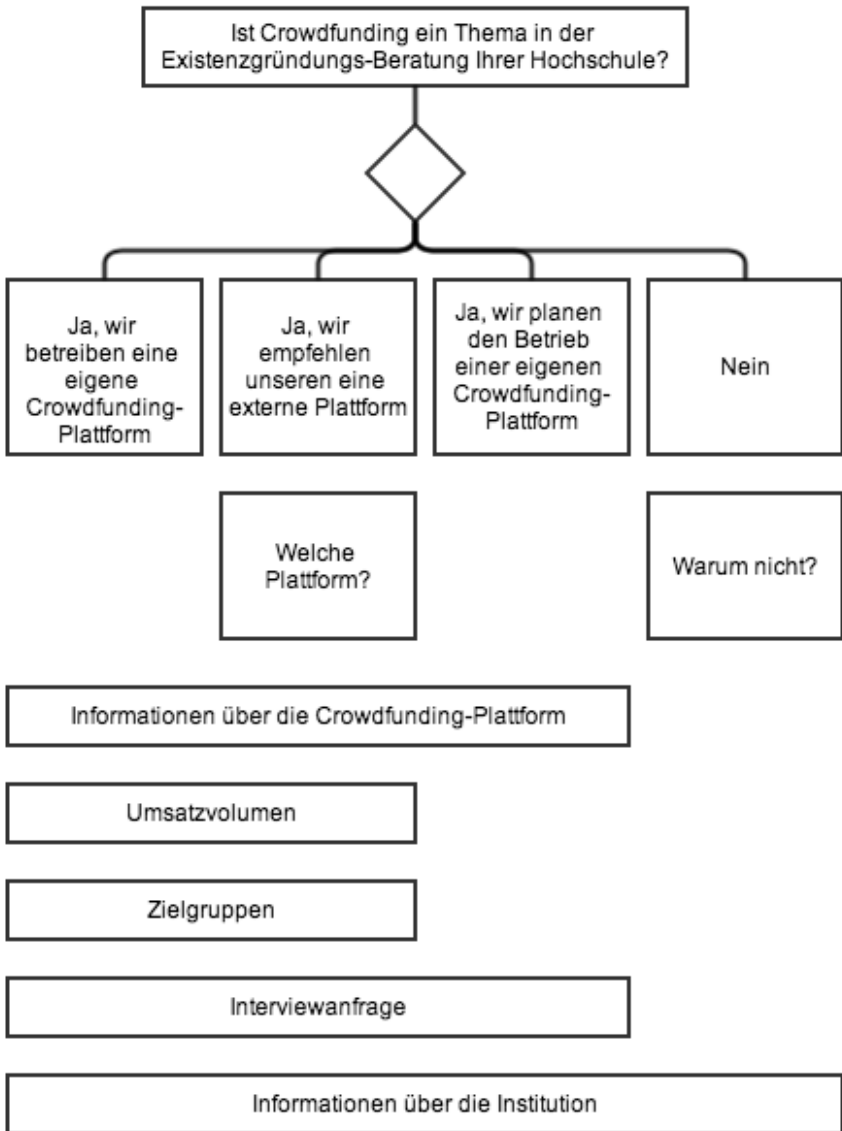 Ist Crowdfunding ein Thema in der
Existenzgründungs-Beratung Ihrer Hochschule?
Ja, wir
betreiben eine
eigene
Crowdfunding-
Plattform
Ja, wir
empfehlen
unseren eine
externe Plattform
Ja, wir planen
den Betrieb
einer eigenen
Crowdfunding-
Plattform
Nein
Welche
Plattform?
Warum nicht?
Informationen über die Crowdfunding-Plattform
Umsatzvolumen
Zielgruppen
Interviewanfrage
Informationen über die Institution